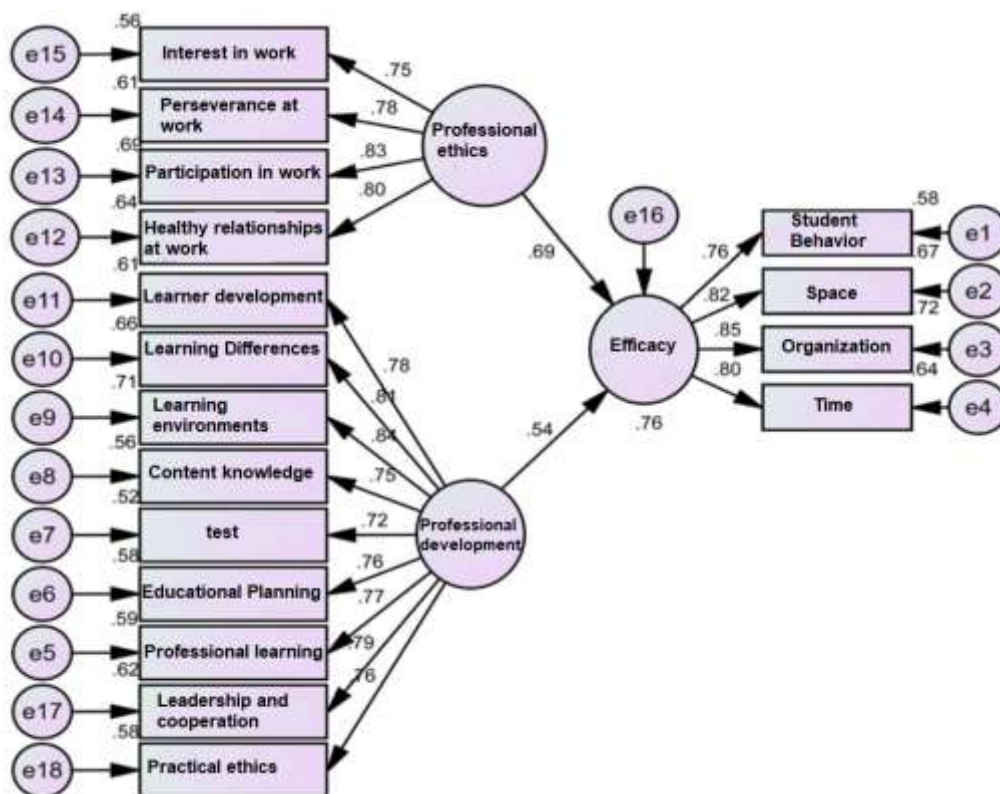 .56
e15
Interest in work
.75
.61
e14
Perseverance at
work
.78
.69
e13
Participation in work
.83
.64
e12
Healthy relationships
at work
.80
Professional
ethics
.69
.61
e11
Learner development
.78
.66
e10
Learning Differences
.81
.71
e9
Learning
environments
.84
.56
e8
Content knowledge
.75
.52
e7
test
.72
.58
e6
Educational Planning
.76
.59
e5
Professional learning
.77
.62
e17
Leadership and
cooperation
.79
.58
e18
Practical ethics
.76
Professional
development
.54
e16
Efficacy
.76
.76
Student
Behavior
.58
e1
.82
Space
.67
e2
.85
Organization
.72
e3
.80
Time
.64
e4